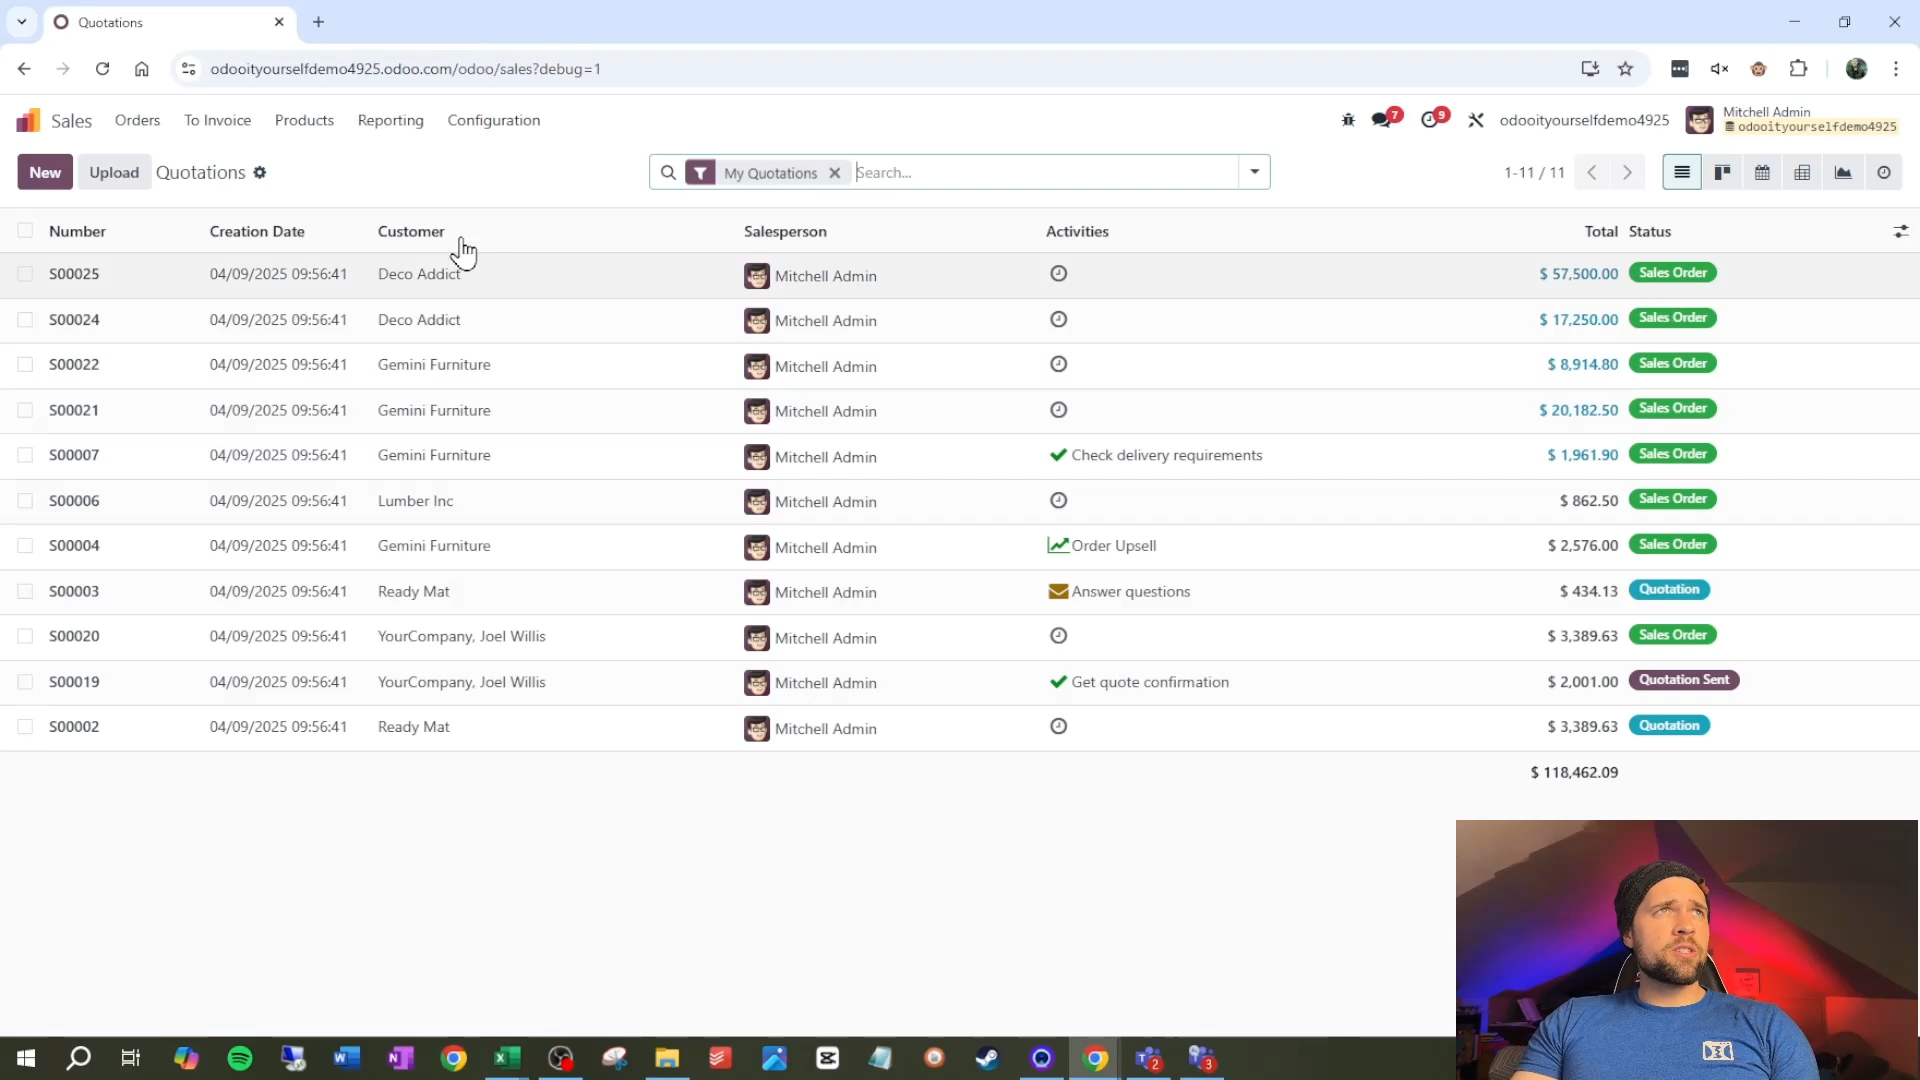 Quotations
odooityourselfdemo4925.odoo.com/odoo/sales?debug=1
Sales Orders To Invoice Products Reporting Configuration 7 9 odooityourselfdemo4925 Mitchell Admin
odooityourselfdemo4925
New Upload Quotations My Quotations Search... 1-11 / 11
Number Creation Date Customer Salesperson Activities Total Status
S00025 04/09/2025 09:56:41 Deco Addict Mitchell Admin $ 57,500.00 Sales Order
S00024 04/09/2025 09:56:41 Deco Addict Mitchell Admin $ 17,250.00 Sales Order
S00022 04/09/2025 09:56:41 Gemini Furniture Mitchell Admin $ 8,914.80 Sales Order
S00021 04/09/2025 09:56:41 Gemini Furniture Mitchell Admin $ 20,182.50 Sales Order
S00007 04/09/2025 09:56:41 Gemini Furniture Mitchell Admin Check delivery requirements $ 1,961.90 Sales Order
S00006 04/09/2025 09:56:41 Lumber Inc Mitchell Admin $ 862.50 Sales Order
S00004 04/09/2025 09:56:41 Gemini Furniture Mitchell Admin Order Upsell $ 2,576.00 Sales Order
S00003 04/09/2025 09:56:41 Ready Mat Mitchell Admin Answer questions $ 434.13 Quotation
S00020 04/09/2025 09:56:41 YourCompany, Joel Willis Mitchell Admin $ 3,389.63 Sales Order
S00019 04/09/2025 09:56:41 YourCompany, Joel Willis Mitchell Admin Get quote confirmation $ 2,001.00 Quotation Sent
S00002 04/09/2025 09:56:41 Ready Mat Mitchell Admin $ 3,389.63 Quotation
$ 118,462.09
2 3